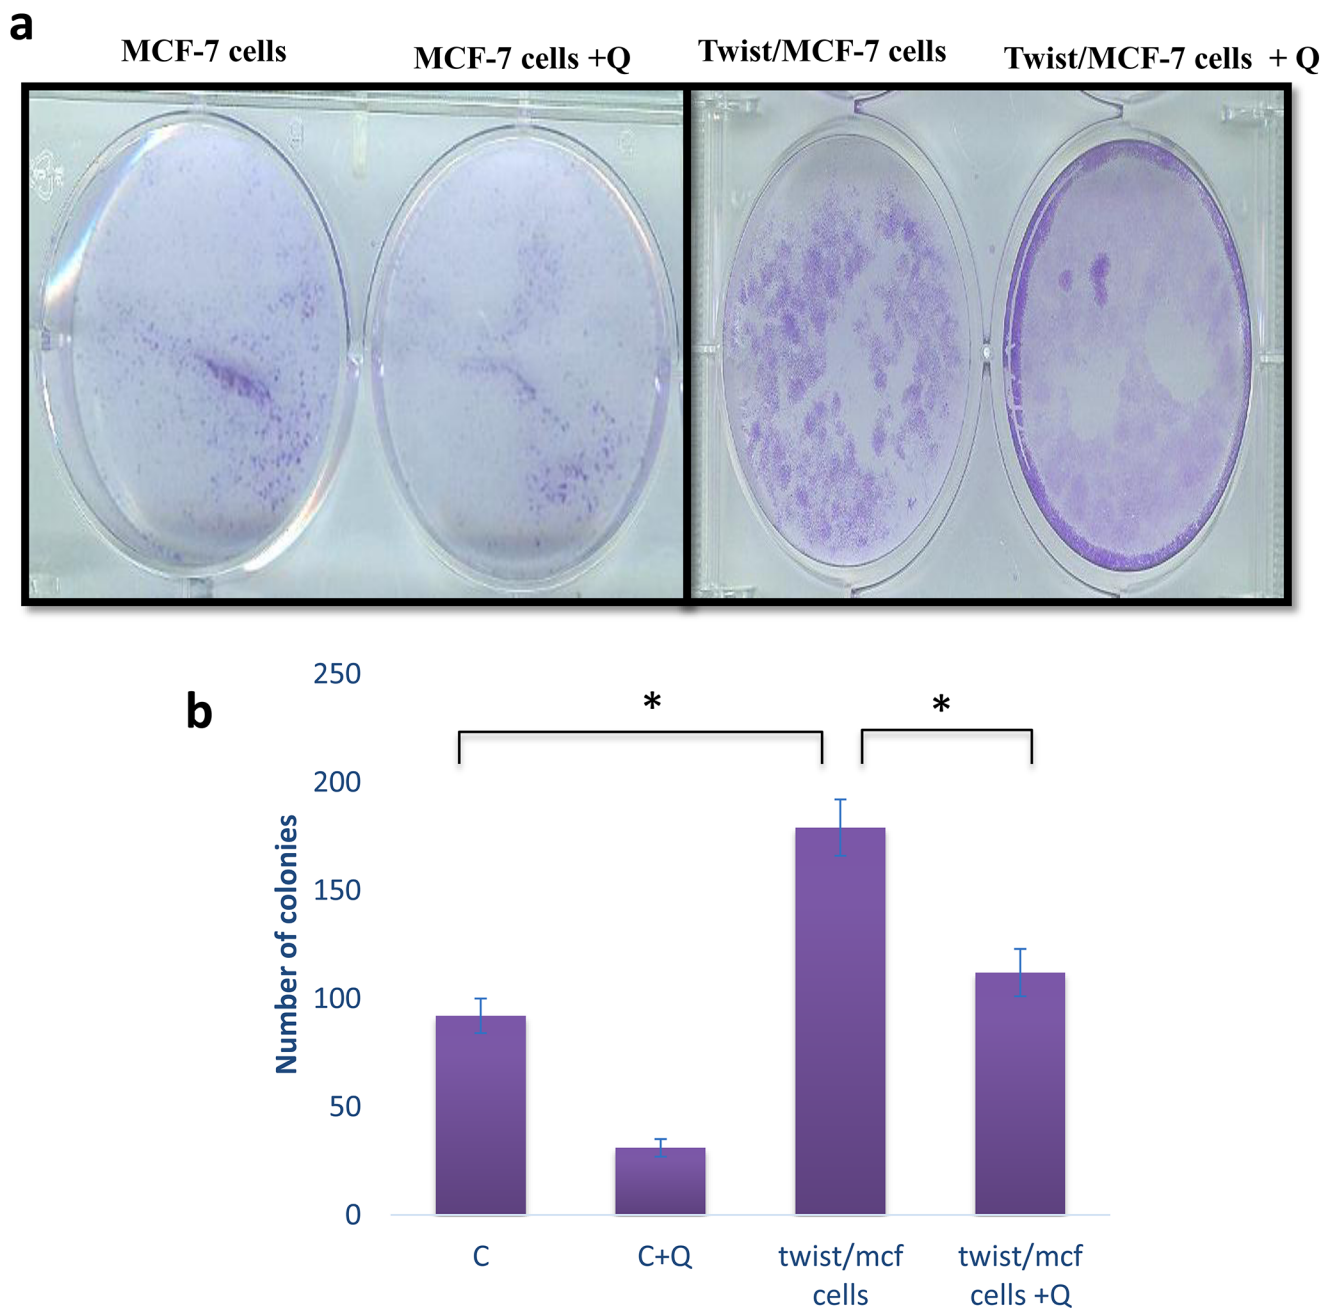 a
MCF-7 cells
MCF-7 cells +Q
Twist/MCF-7 cells
Twist/MCF-7 cells + Q
b
250
200
150
100
50
0
Number of colonies
*
*
C
C+Q
twist/mcf
cells
twist/mcf
cells +Q